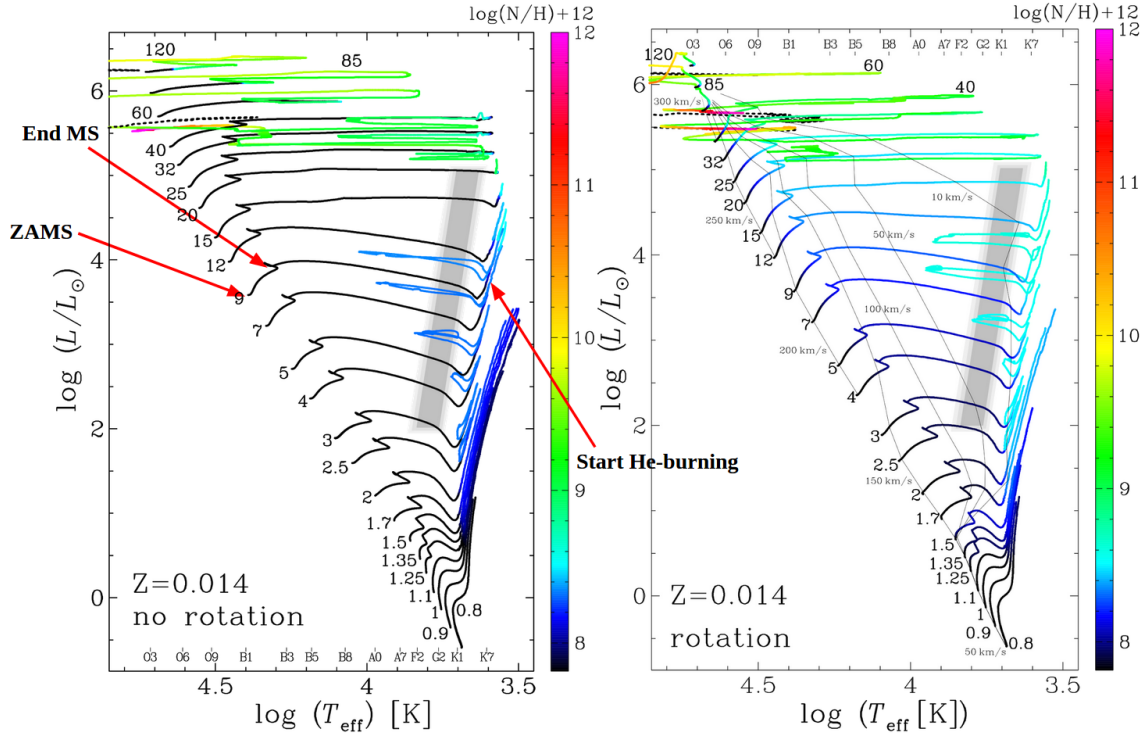 log(N/H)+12
log(N/H)+12
12
O3 O6 O9 B1 B3 B5 B8 A0 A7 F2 G2 K1 K7
12
120
85
120
60
6
6
85
40
60
300 km/s
End MS
40
32
32
25
11
25
11
20
20
10 km/s
ZAMS
15
250 km/s
50 km/s
12
15
4
4
12
9
9
7
7
100 km/s
10
10
5
200 km/s
5
4
4
log (L/L⊙)
log (L/L⊙)
2
3
2
3
2.5
Start He-burning
2.5
2
150 km/s
2
9
9
1.7
1.7
1.5
1.5
1.35
1.35
1.25
1.25
Z=0.014
1.1
Z=0.014
1.1
0
1
0.8
0
1
no rotation
0.9
rotation
0.9
0.8
50 km/s
8
8
O3 O6 O9 B1 B3 B5 B8 A0 A7 F2 G2 K1 K7
4.5 4 3.5
4.5 4 3.5
log (Teff) [K]
log (Teff [K])